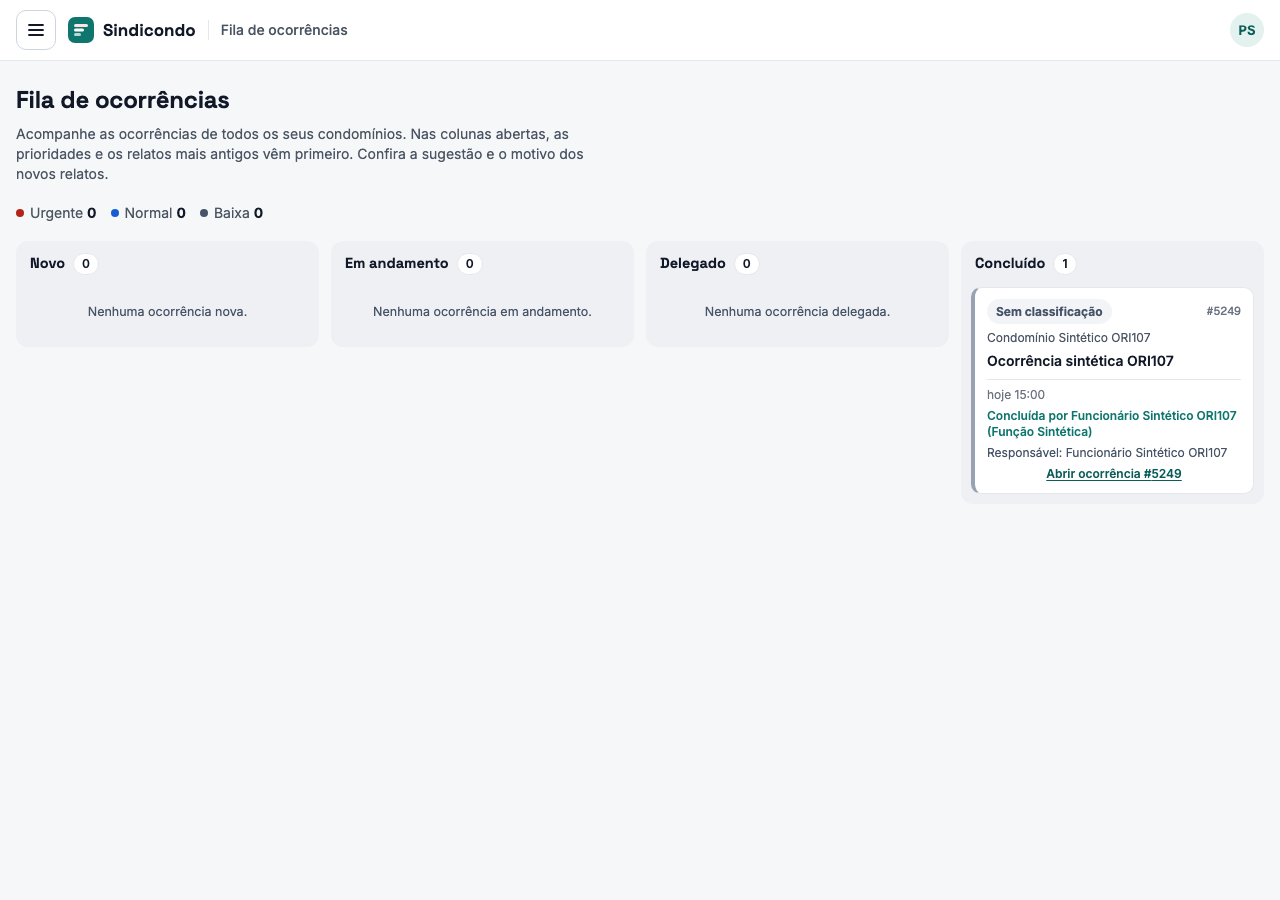 Sindicondo
Fila de ocorrências
PS
Fila de ocorrências
Acompanhe as ocorrências de todos os seus condomínios. Nas colunas abertas, as
prioridades e os relatos mais antigos vêm primeiro. Confira a sugestão e o motivo dos
novos relatos.
Urgente 0
Normal 0
Baixa 0
Novo 0
Nenhuma ocorrência nova.
Em andamento 0
Nenhuma ocorrência em andamento.
Delegado 0
Nenhuma ocorrência delegada.
Concluído 1
Sem classificação
#5249
Condomínio Sintético ORI107
Ocorrência sintética ORI107
hoje 15:00
Concluída por Funcionário Sintético ORI107
(Função Sintética)
Responsável: Funcionário Sintético ORI107
Abrir ocorrência #5249